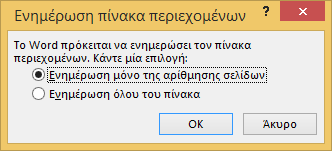 Ενημέρωση πίνακα περιεχομένων
Το Word πρόκειται να ενημερώσει τον πίνακα
περιεχομένων. Κάντε μία επιλογή:
Ενημέρωση μόνο της αρίθμησης σελίδων
Ενημέρωση όλου του πίνακα
OK
Άκυρο